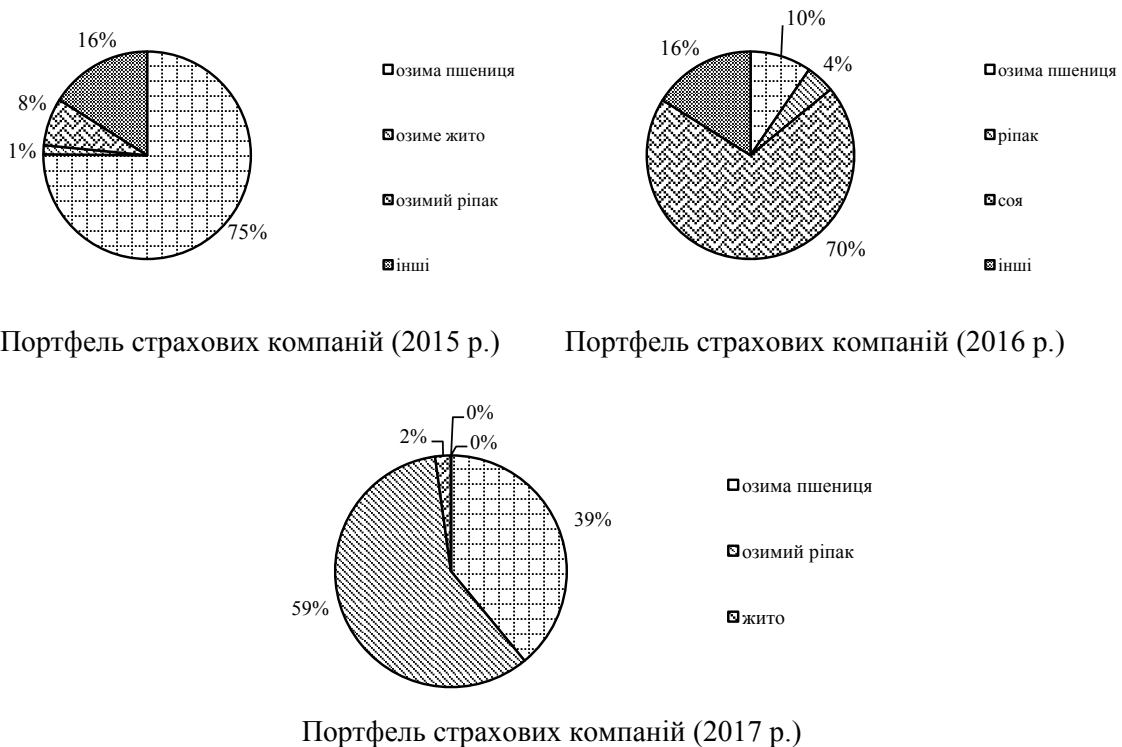 16%
8%
1%
75%
озима пшениця
озиме жито
озимий ріпак
інші
Портфель страхових компаній (2015 р.)
10%
16%
4%
70%
озима пшениця
ріпак
соя
інші
Портфель страхових компаній (2016 р.)
0%
2%
0%
39%
59%
озима пшениця
озимий ріпак
жито
Портфель страхових компаній (2017 р.)